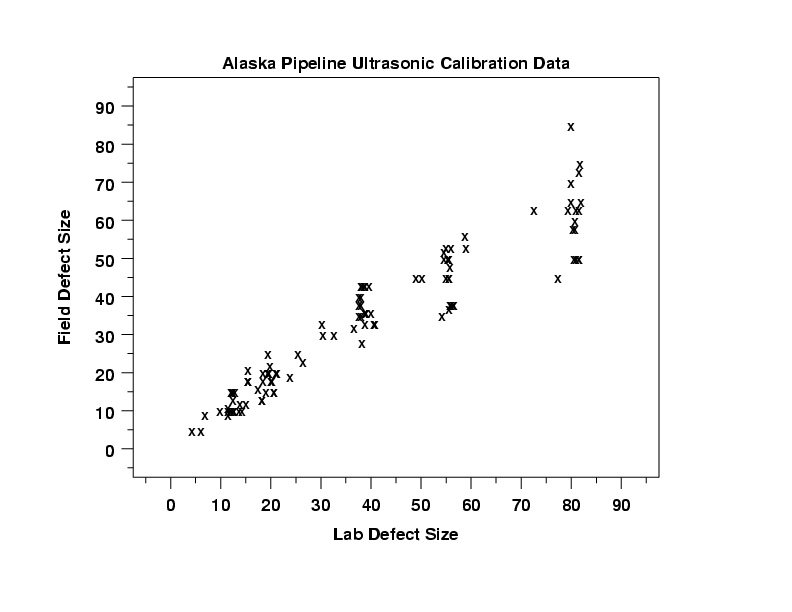 Alaska Pipeline Ultrasonic Calibration Data
90
80
70
60
50
40
30
20
10
0
Field Defect Size
0 10 20 30 40 50 60 70 80 90
Lab Defect Size